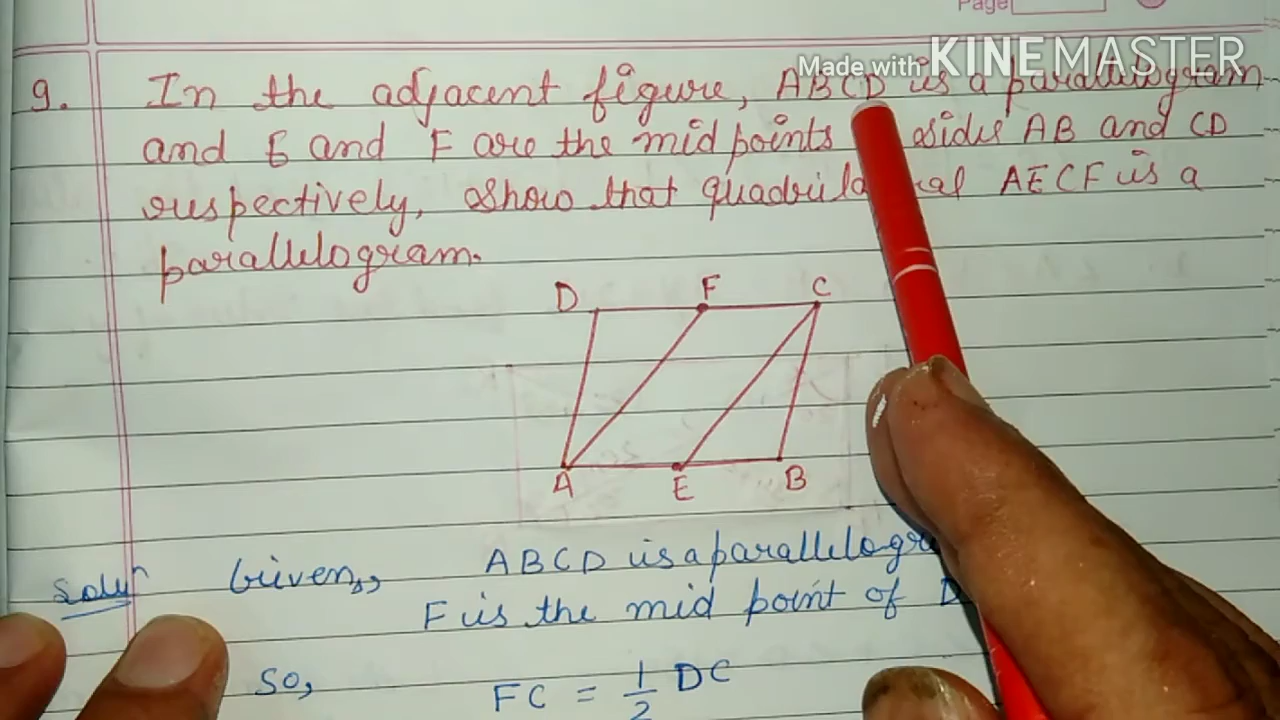 Page
Made with KINEMASTER
9. In the adjacent figure, ABCD is a parallelogram
and E and F are the mid points sides AB and CD
respectively, show that AECF is a
parallelogram.
D F C
A E B
Soln Given,, ABCD is a
F is the mid point of
So, FC = 1/2 DC